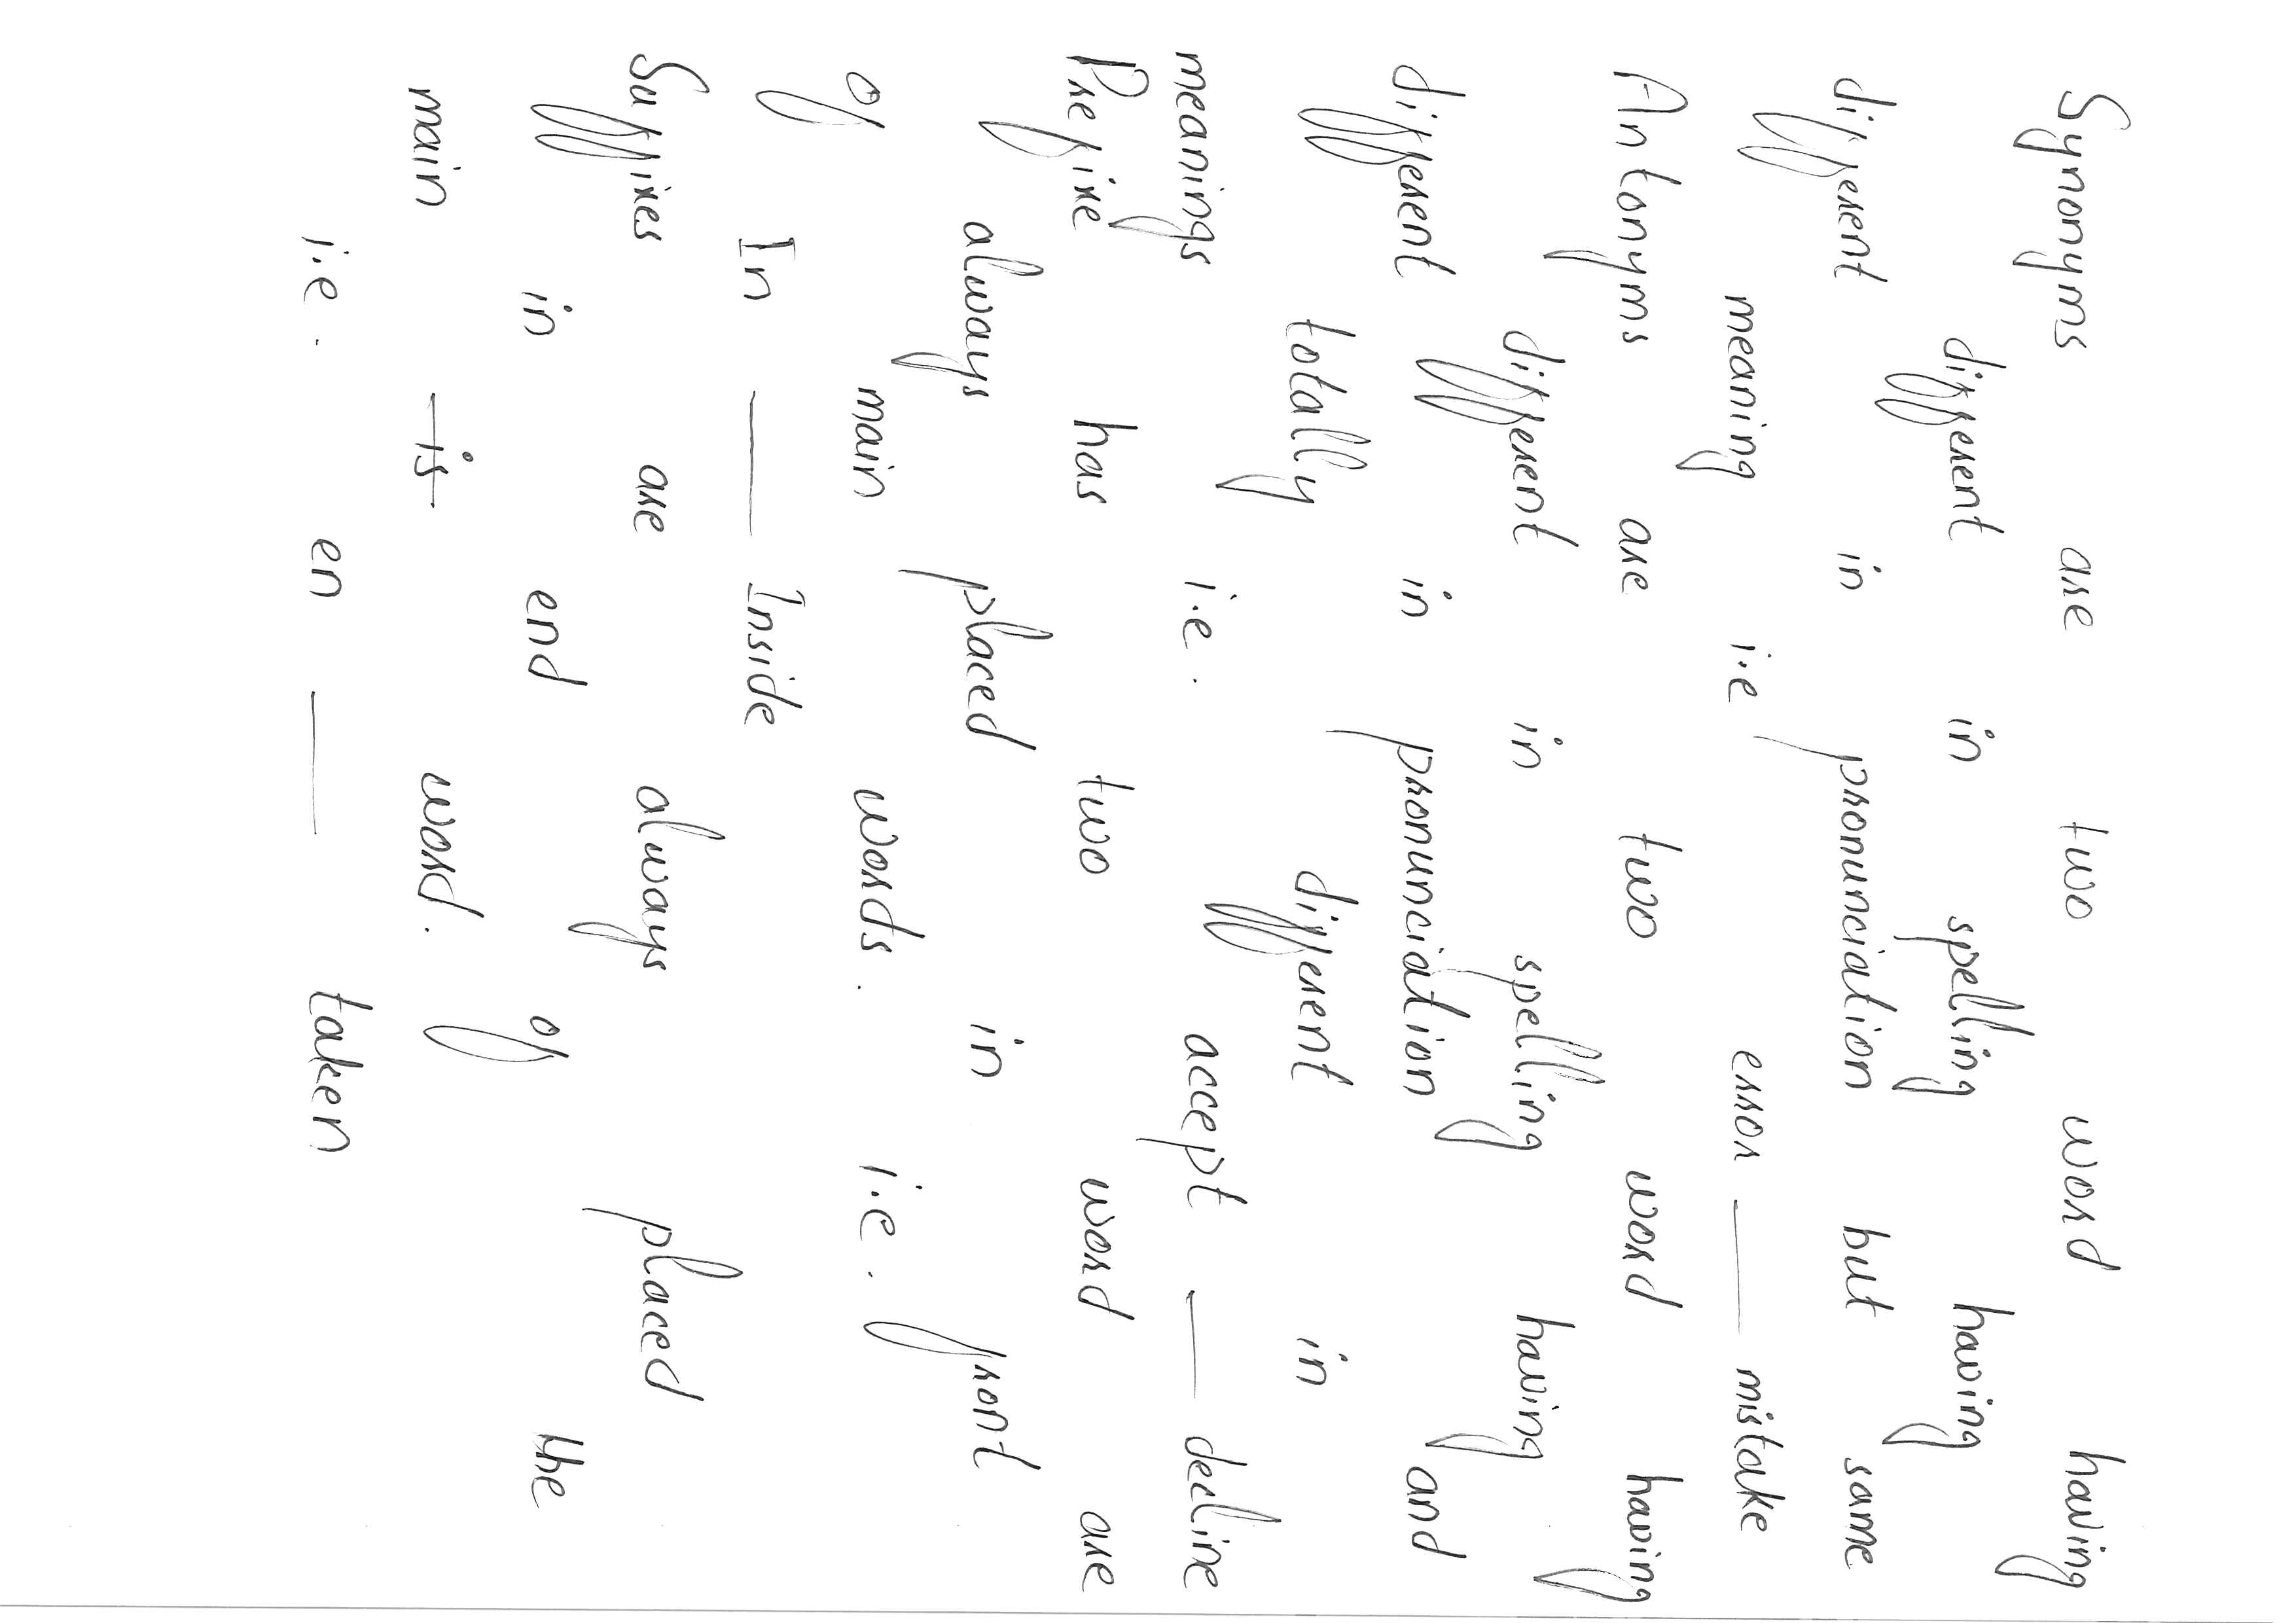 Synonyms are two word having
different in spelling having
different in pronunciation but same
meaning i.e error — mistake
Antonyms are two word having
different in spelling having
different in pronunciation and
totally different in
meanings i.e. accept — decline
Prefixe has two word are
always placed in front
of main words. i.e.
In — Inside
Suffixes are always placed
in end of the
main is word.
i.e. en — taken